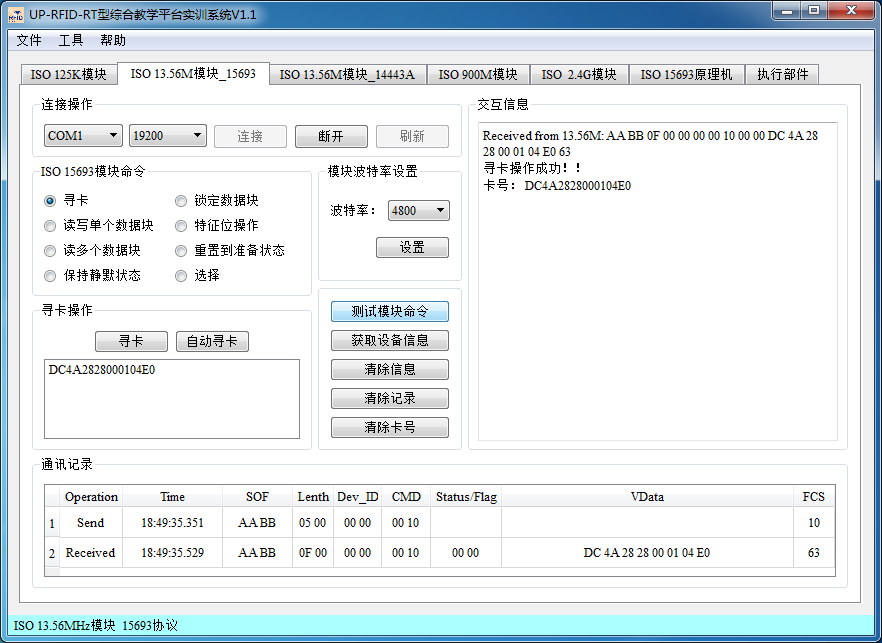 UP-RFID-RT型综合教学平台实训系统V1.1
文件 工具 帮助
ISO 125K模块 ISO 13.56M模块_15693 ISO 13.56M模块_14443A ISO 900M模块 ISO 2.4G模块 ISO 15693原理机 执行部件
连接操作
COM1 19200 连接 断开 刷新
ISO 15693模块命令
寻卡 锁定数据块
读写单个数据块 特征位操作
读多个数据块 重置到准备状态
保持静默状态 选择
模块波特率设置
波特率： 4800
设置
寻卡操作
寻卡 自动寻卡
DC4A2828000104E0
测试模块命令
获取设备信息
清除信息
清除记录
清除卡号
交互信息
Received from 13.56M: AA BB 0F 00 00 00 00 10 00 00 DC 4A 28
28 00 01 04 E0 63
寻卡操作成功！！
卡号： DC4A2828000104E0
通讯记录
Operation Time SOF Lenth Dev_ID CMD Status/Flag VData FCS
1 Send 18:49:35.351 AA BB 05 00 00 00 00 10 10
2 Received 18:49:35.529 AA BB 0F 00 00 00 00 10 00 00 DC 4A 28 28 00 01 04 E0 63
ISO 13.56MHz模块 15693协议